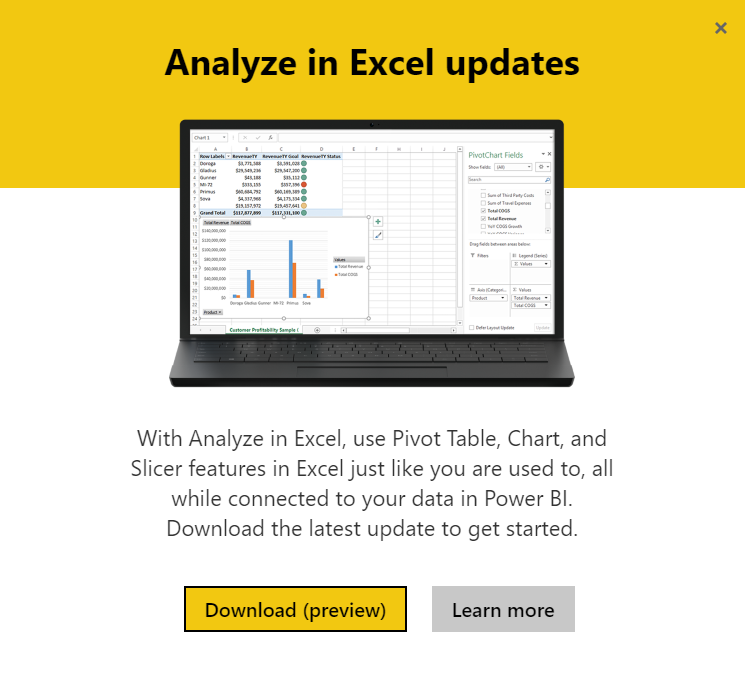 Analyze in Excel updates
Chart 1
A B C D E F H I J
Row Labels RevenueTY RevenueTY Goal RevenueTY Status
Doroga $3,771,508 $3,391,028
Gladius $29,549,236 $29,547,200
Gunner $43,188 $35,112
MI-72 $333,155 $357,396
Primus $60,684,792 $60,169,389
Sova $4,337,968 $4,175,334
$19,157,972 $19,457,641
Grand Total $117,877,899 $117,331,100
Total Revenue Total COGS
$140,000,000
$120,000,000
$100,000,000
$80,000,000
$60,000,000
$40,000,000
$20,000,000
$0
Doroga Gladius Gunner MI-72 Primus Sova
Values
Total Revenue
Total COGS
Product
Customer Profitability Sample (
PivotChart Fields
Show Fields: (All)
Search
Sum of Third Party Costs
Sum of Travel Expenses
Total COGS
Total Revenue
YoY COGS Growth
Drag fields between areas below:
Filters
Legend (Series)
Values
Axis (Categori...
Values
Product
Total Revenue
Total COGS
Defer Layout Update
Update
With Analyze in Excel, use Pivot Table, Chart, and
Slicer features in Excel just like you are used to, all
while connected to your data in Power BI.
Download the latest update to get started.
Download (preview)
Learn more